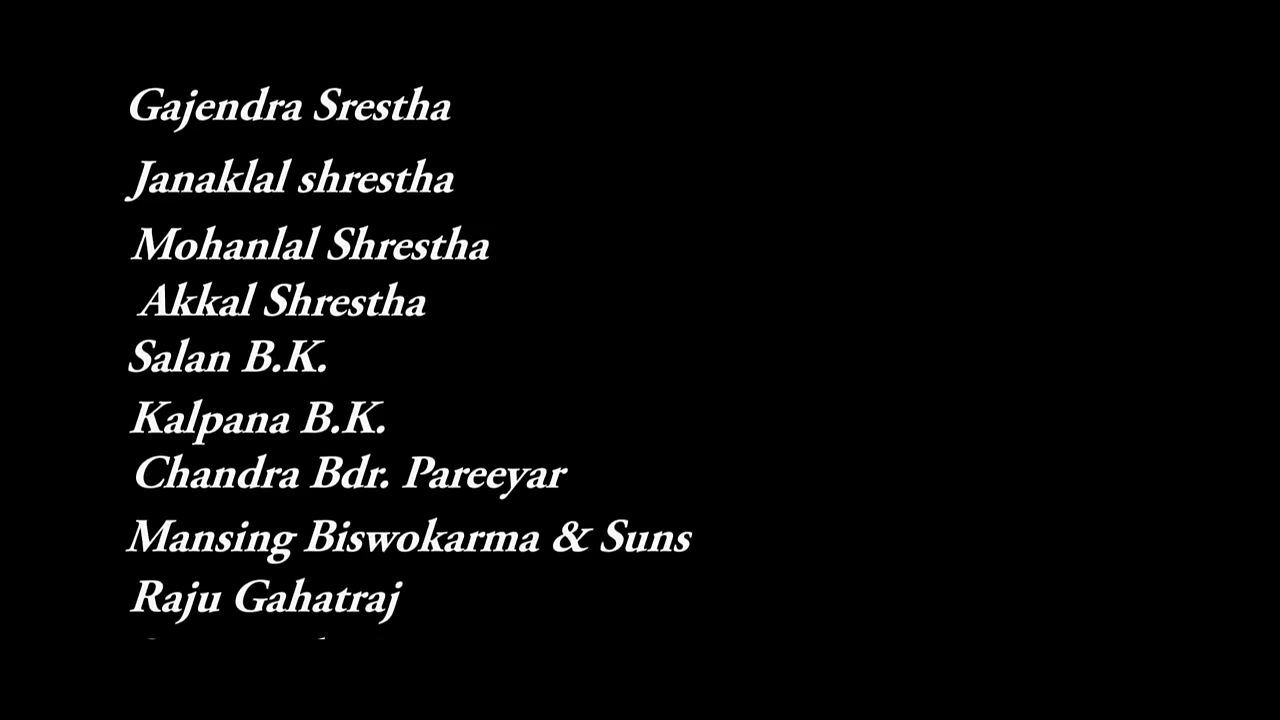 Gajendra Srestha
Janaklal shrestha
Mohanlal Shrestha
Akkal Shrestha
Salan B.K.
Kalpana B.K.
Chandra Bdr. Pareeyar
Mansing Biswokarma & Suns
Raju Gahatraj